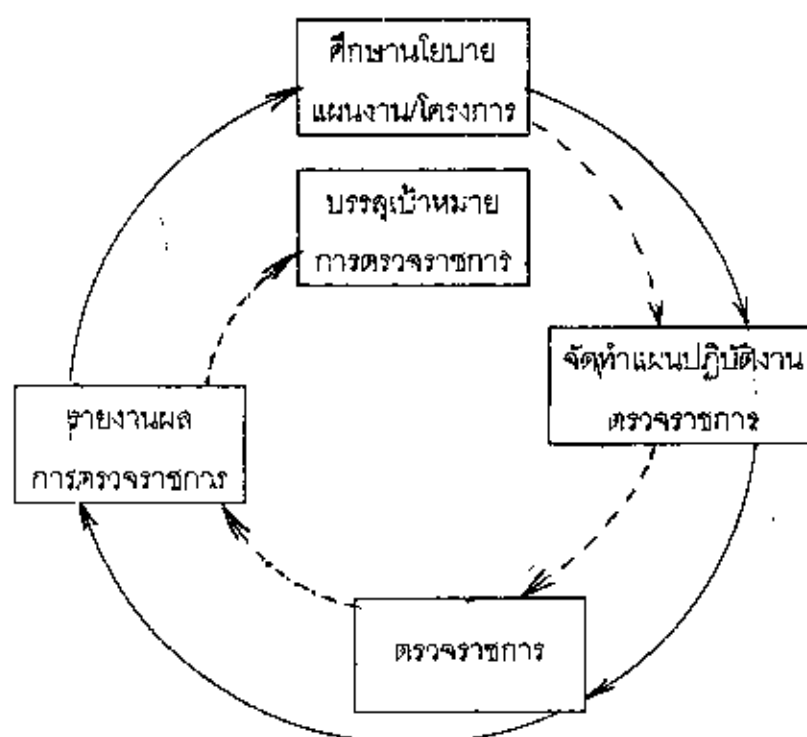 ศึกษานโยบาย
แผนงาน/โครงการ
บรรลุเป้าหมาย
การตรวจราชการ
จัดทำแผนปฏิบัติงาน
ตรวจราชการ
ตรวจราชการ
รายงานผล
การตรวจราชการ